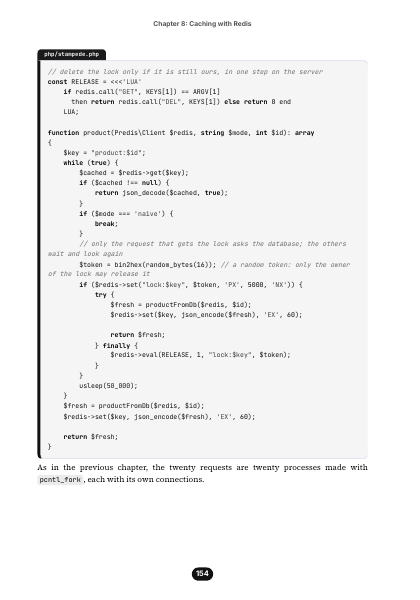 Chapter 8: Caching with Redis
php/stampede.php
// delete the lock only if it is still ours, in one step on the server
const RELEASE = <<<'LUA'
    if redis.call("GET", KEYS[1]) == ARGV[1]
      then return redis.call("DEL", KEYS[1]) else return 0 end
    LUA;

function product(Predis\Client $redis, string $mode, int $id): array
{
    $key = "product:$id";
    while (true) {
        $cached = $redis->get($key);
        if ($cached !== null) {
            return json_decode($cached, true);
        }
        if ($mode === 'naive') {
            break;
        }
        // only the request that gets the lock asks the database; the others
wait and look again
        $token = bin2hex(random_bytes(16)); // a random token: only the owner
of the lock may release it
        if ($redis->set("lock:$key", $token, 'PX', 5000, 'NX')) {
            try {
                $fresh = productFromDb($redis, $id);
                $redis->set($key, json_encode($fresh), 'EX', 60);

                return $fresh;
            } finally {
                $redis->eval(RELEASE, 1, "lock:$key", $token);
            }
        }
        usleep(50_000);
    }
    $fresh = productFromDb($redis, $id);
    $redis->set($key, json_encode($fresh), 'EX', 60);

    return $fresh;
}
As in the previous chapter, the twenty requests are twenty processes made with
pcntl_fork, each with its own connections.
154